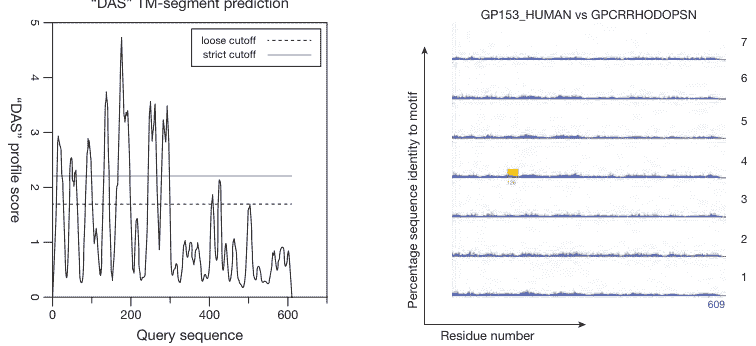 "DAS" TM-segment prediction
5
4
3
2
1
0
"DAS" profile score
loose cutoff
strict cutoff
0
200
400
600
Query sequence
GP153_HUMAN vs GPCRRHODOPSN
Percentage sequence identity to motif
7
6
5
4
3
2
1
126
609
Residue number